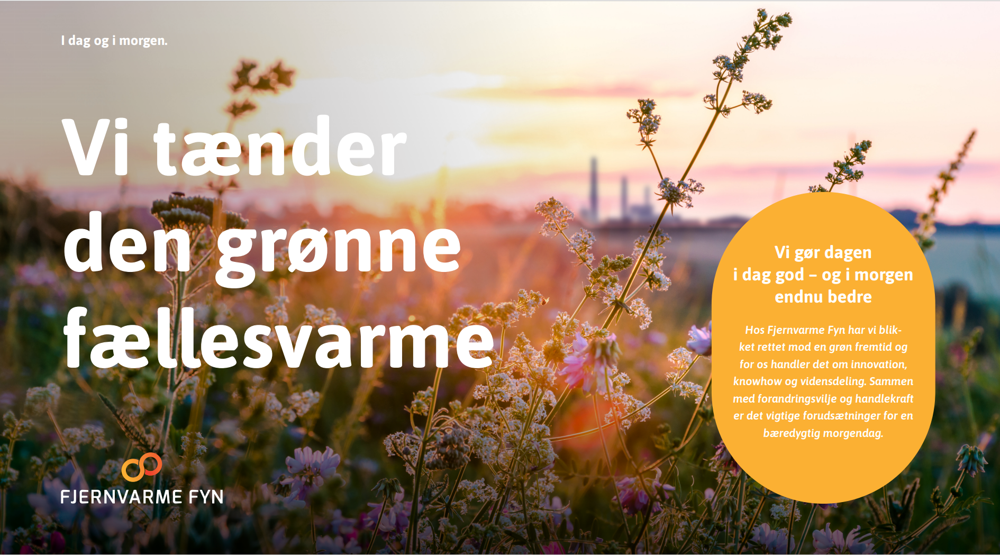 I dag og i morgen.
Vi tænder
den grønne
fællesvarme
FJERNVARME FYN
Vi gør dagen
i dag god – og i morgen
endnu bedre
Hos Fjernvarme Fyn har vi blik-
ket rettet mod en grøn fremtid og
for os handler det om innovation,
knowhow og vidensdeling. Sammen
med forandringsvilje og handlekraft
er det vigtige forudsætninger for en
bæredygtig morgendag.